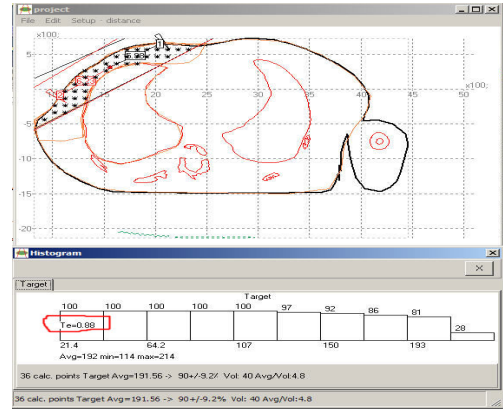 project
File Edit Setup - distance
x100;
5
10 15 20 25 30 35 40 45 50
x100;
1
-5
-10
-15
-20
Histogram
Target
Target
100 100 100 100 100 97 92 86 81 28
Te=0.88
21.4 64.2 107 150 193
Avg=192 min=114 max=214
36 calc. points Target Avg=191.56 -> 90+/-9.2% Vol: 40 Avg/Vol:4.8
36 calc. points Target Avg=191.56 -> 90+/-9.2% Vol: 40 Avg/Vol:4.8